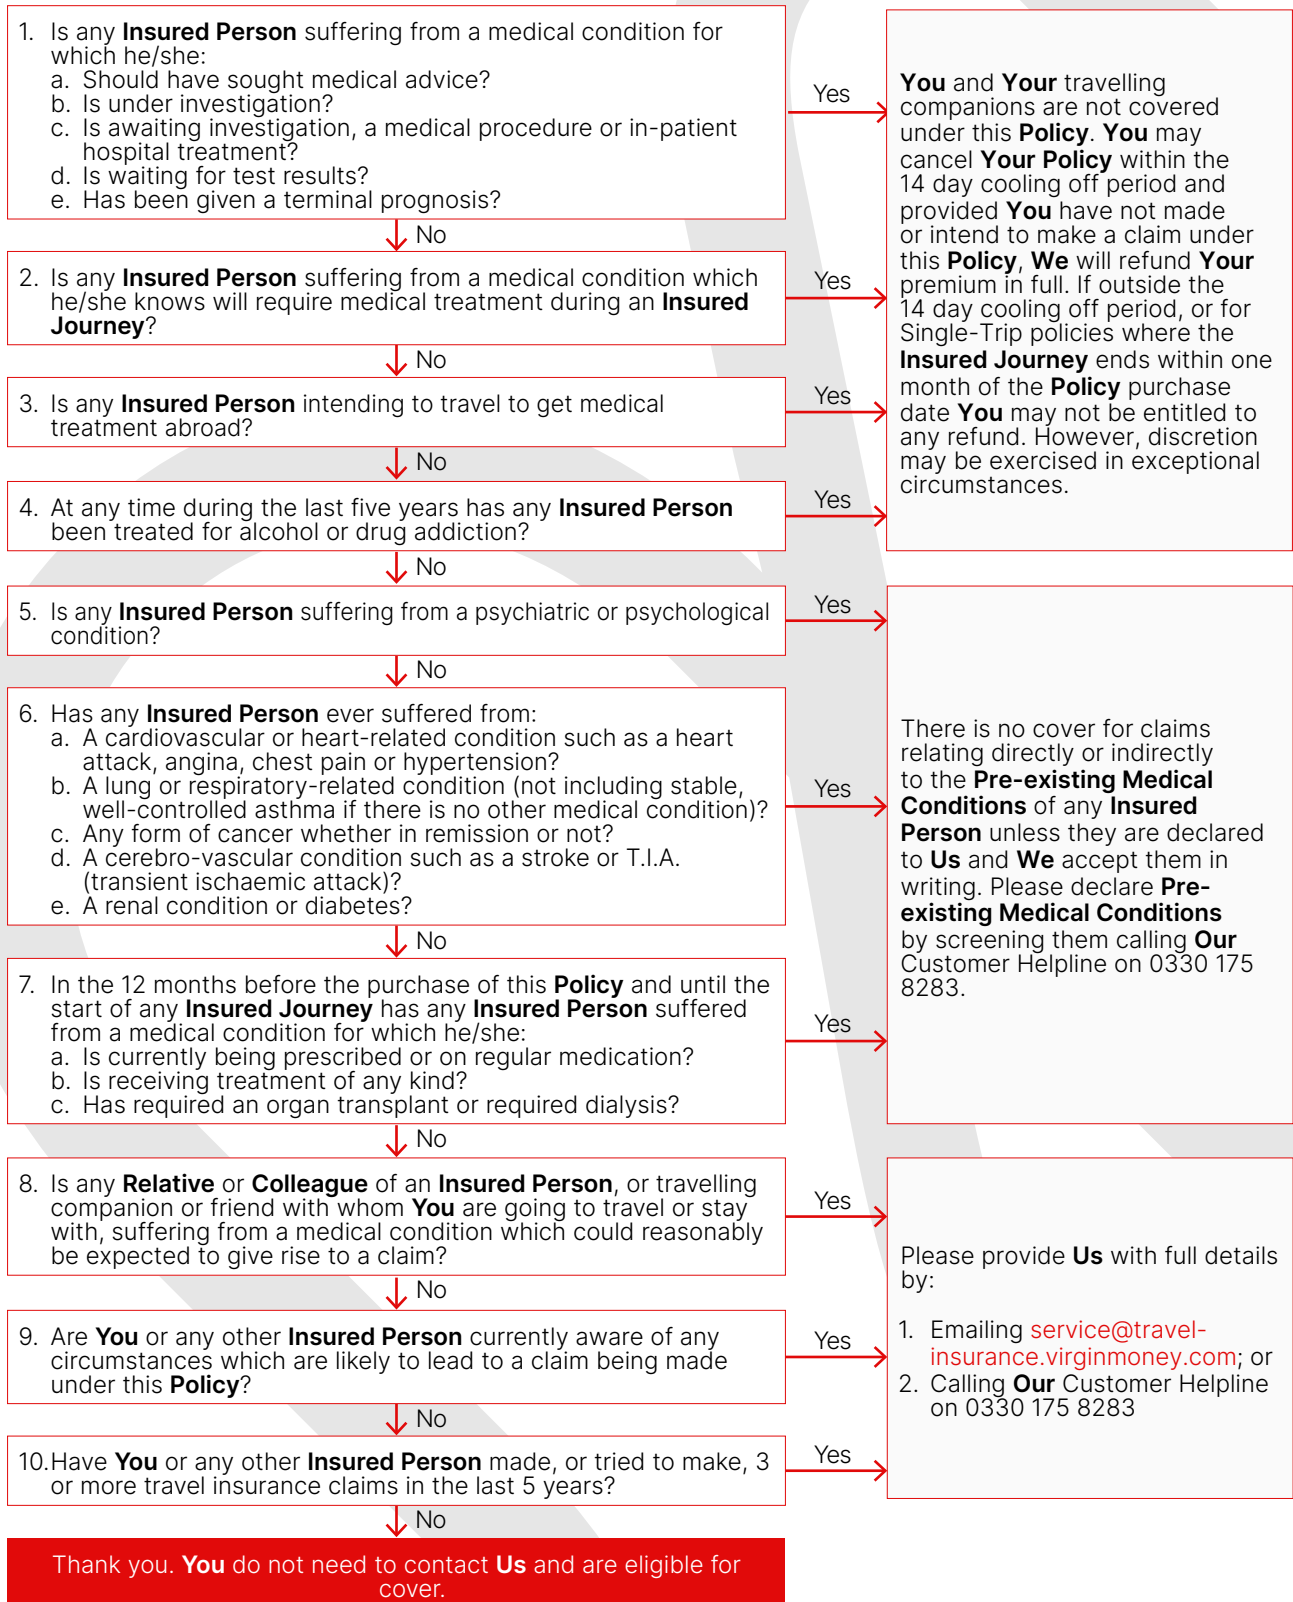 1. Is any Insured Person suffering from a medical condition for
which he/she:
a. Should have sought medical advice?
b. Is under investigation?
c. Is awaiting investigation, a medical procedure or in-patient
hospital treatment?
d. Is waiting for test results?
e. Has been given a terminal prognosis?
Yes
You and Your travelling
companions are not covered
under this Policy. You may
cancel Your Policy within the
14 day cooling off period and
provided You have not made
or intend to make a claim under
this Policy, We will refund Your
premium in full. If outside the
14 day cooling off period, or for
Single-Trip policies where the
Insured Journey ends within one
month of the Policy purchase
date You may not be entitled to
any refund. However, discretion
may be exercised in exceptional
circumstances.
No
2. Is any Insured Person suffering from a medical condition which
he/she knows will require medical treatment during an Insured
Journey?
Yes
No
3. Is any Insured Person intending to travel to get medical
treatment abroad?
Yes
No
4. At any time during the last five years has any Insured Person
been treated for alcohol or drug addiction?
Yes
No
5. Is any Insured Person suffering from a psychiatric or psychological
condition?
Yes
There is no cover for claims
relating directly or indirectly
to the Pre-existing Medical
Conditions of any Insured
Person unless they are declared
to Us and We accept them in
writing. Please declare Pre-
existing Medical Conditions
by screening them calling Our
Customer Helpline on 0330 175
8283.
No
6. Has any Insured Person ever suffered from:
a. A cardiovascular or heart-related condition such as a heart
attack, angina, chest pain or hypertension?
b. A lung or respiratory-related condition (not including stable,
well-controlled asthma if there is no other medical condition)?
c. Any form of cancer whether in remission or not?
d. A cerebro-vascular condition such as a stroke or T.I.A.
(transient ischaemic attack)?
e. A renal condition or diabetes?
Yes
No
7. In the 12 months before the purchase of this Policy and until the
start of any Insured Journey has any Insured Person suffered
from a medical condition for which he/she:
a. Is currently being prescribed or on regular medication?
b. Is receiving treatment of any kind?
c. Has required an organ transplant or required dialysis?
Yes
No
8. Is any Relative or Colleague of an Insured Person, or travelling
companion or friend with whom You are going to travel or stay
with, suffering from a medical condition which could reasonably
be expected to give rise to a claim?
Yes
Please provide Us with full details
by:
1. Emailing service@travel-
insurance.virginmoney.com; or
2. Calling Our Customer Helpline
on 0330 175 8283
No
9. Are You or any other Insured Person currently aware of any
circumstances which are likely to lead to a claim being made
under this Policy?
Yes
No
10.Have You or any other Insured Person made, or tried to make, 3
or more travel insurance claims in the last 5 years?
Yes
No
Thank you. You do not need to contact Us and are eligible for
cover.